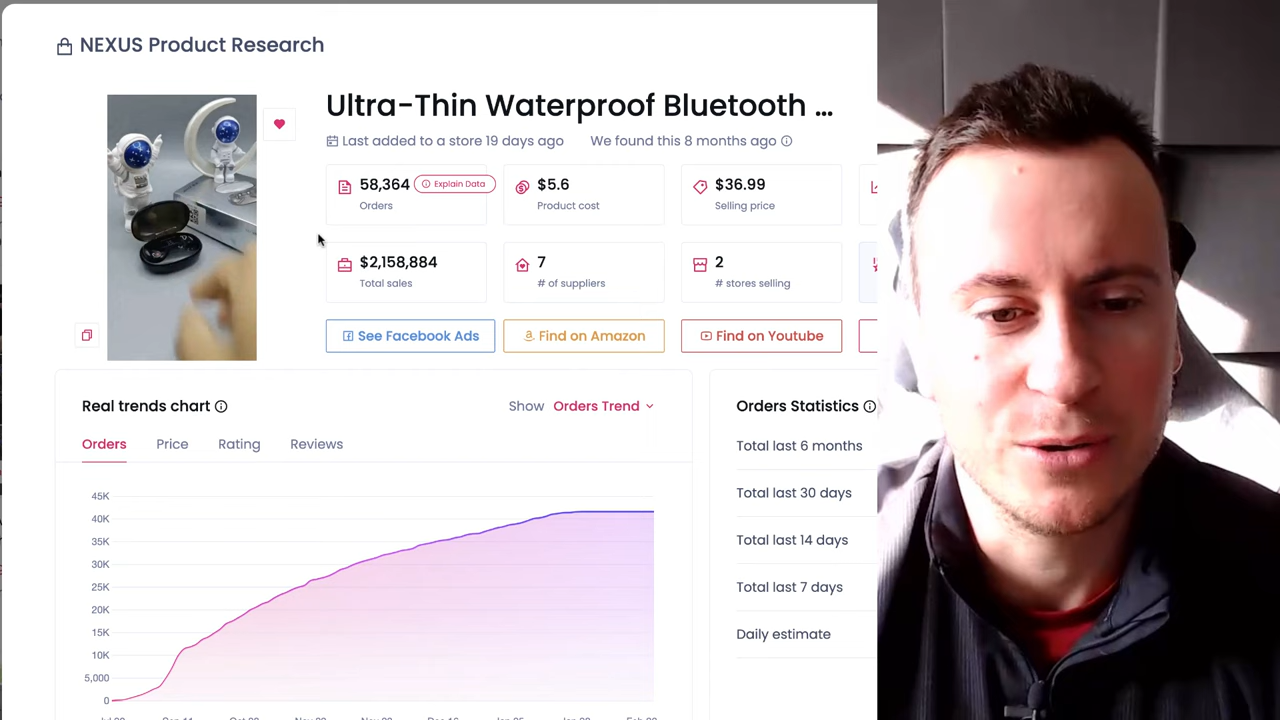 NEXUS Product Research
Ultra-Thin Waterproof Bluetooth ...
Last added to a store 19 days ago We found this 8 months ago
58,364 Explain Data
Orders
$5.6
Product cost
$36.99
Selling price
$2,158,884
Total sales
7
# of suppliers
2
# stores selling
See Facebook Ads
Find on Amazon
Find on Youtube
Real trends chart
Show Orders Trend
Orders Price Rating Reviews
45K
40K
35K
30K
25K
20K
15K
10K
5,000
0
Orders Statistics
Total last 6 months
Total last 30 days
Total last 14 days
Total last 7 days
Daily estimate